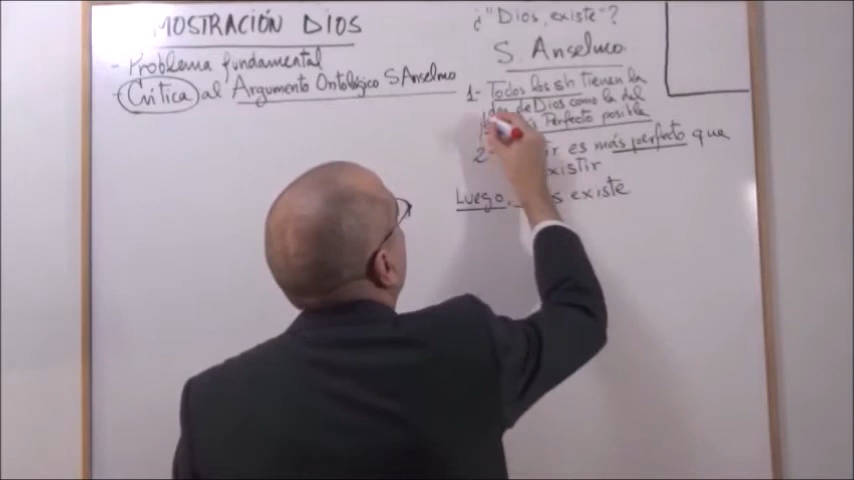 MOSTRACIÓN DIOS
- Problema fundamental
- Crítica al Argumento Ontológico S Anselmo
¿"Dios, existe"?
S. Anselmo
1- Todos los sh tienen la
de Dios como la del
Perfecto posible
2- es más perfecto que
Luego, existe